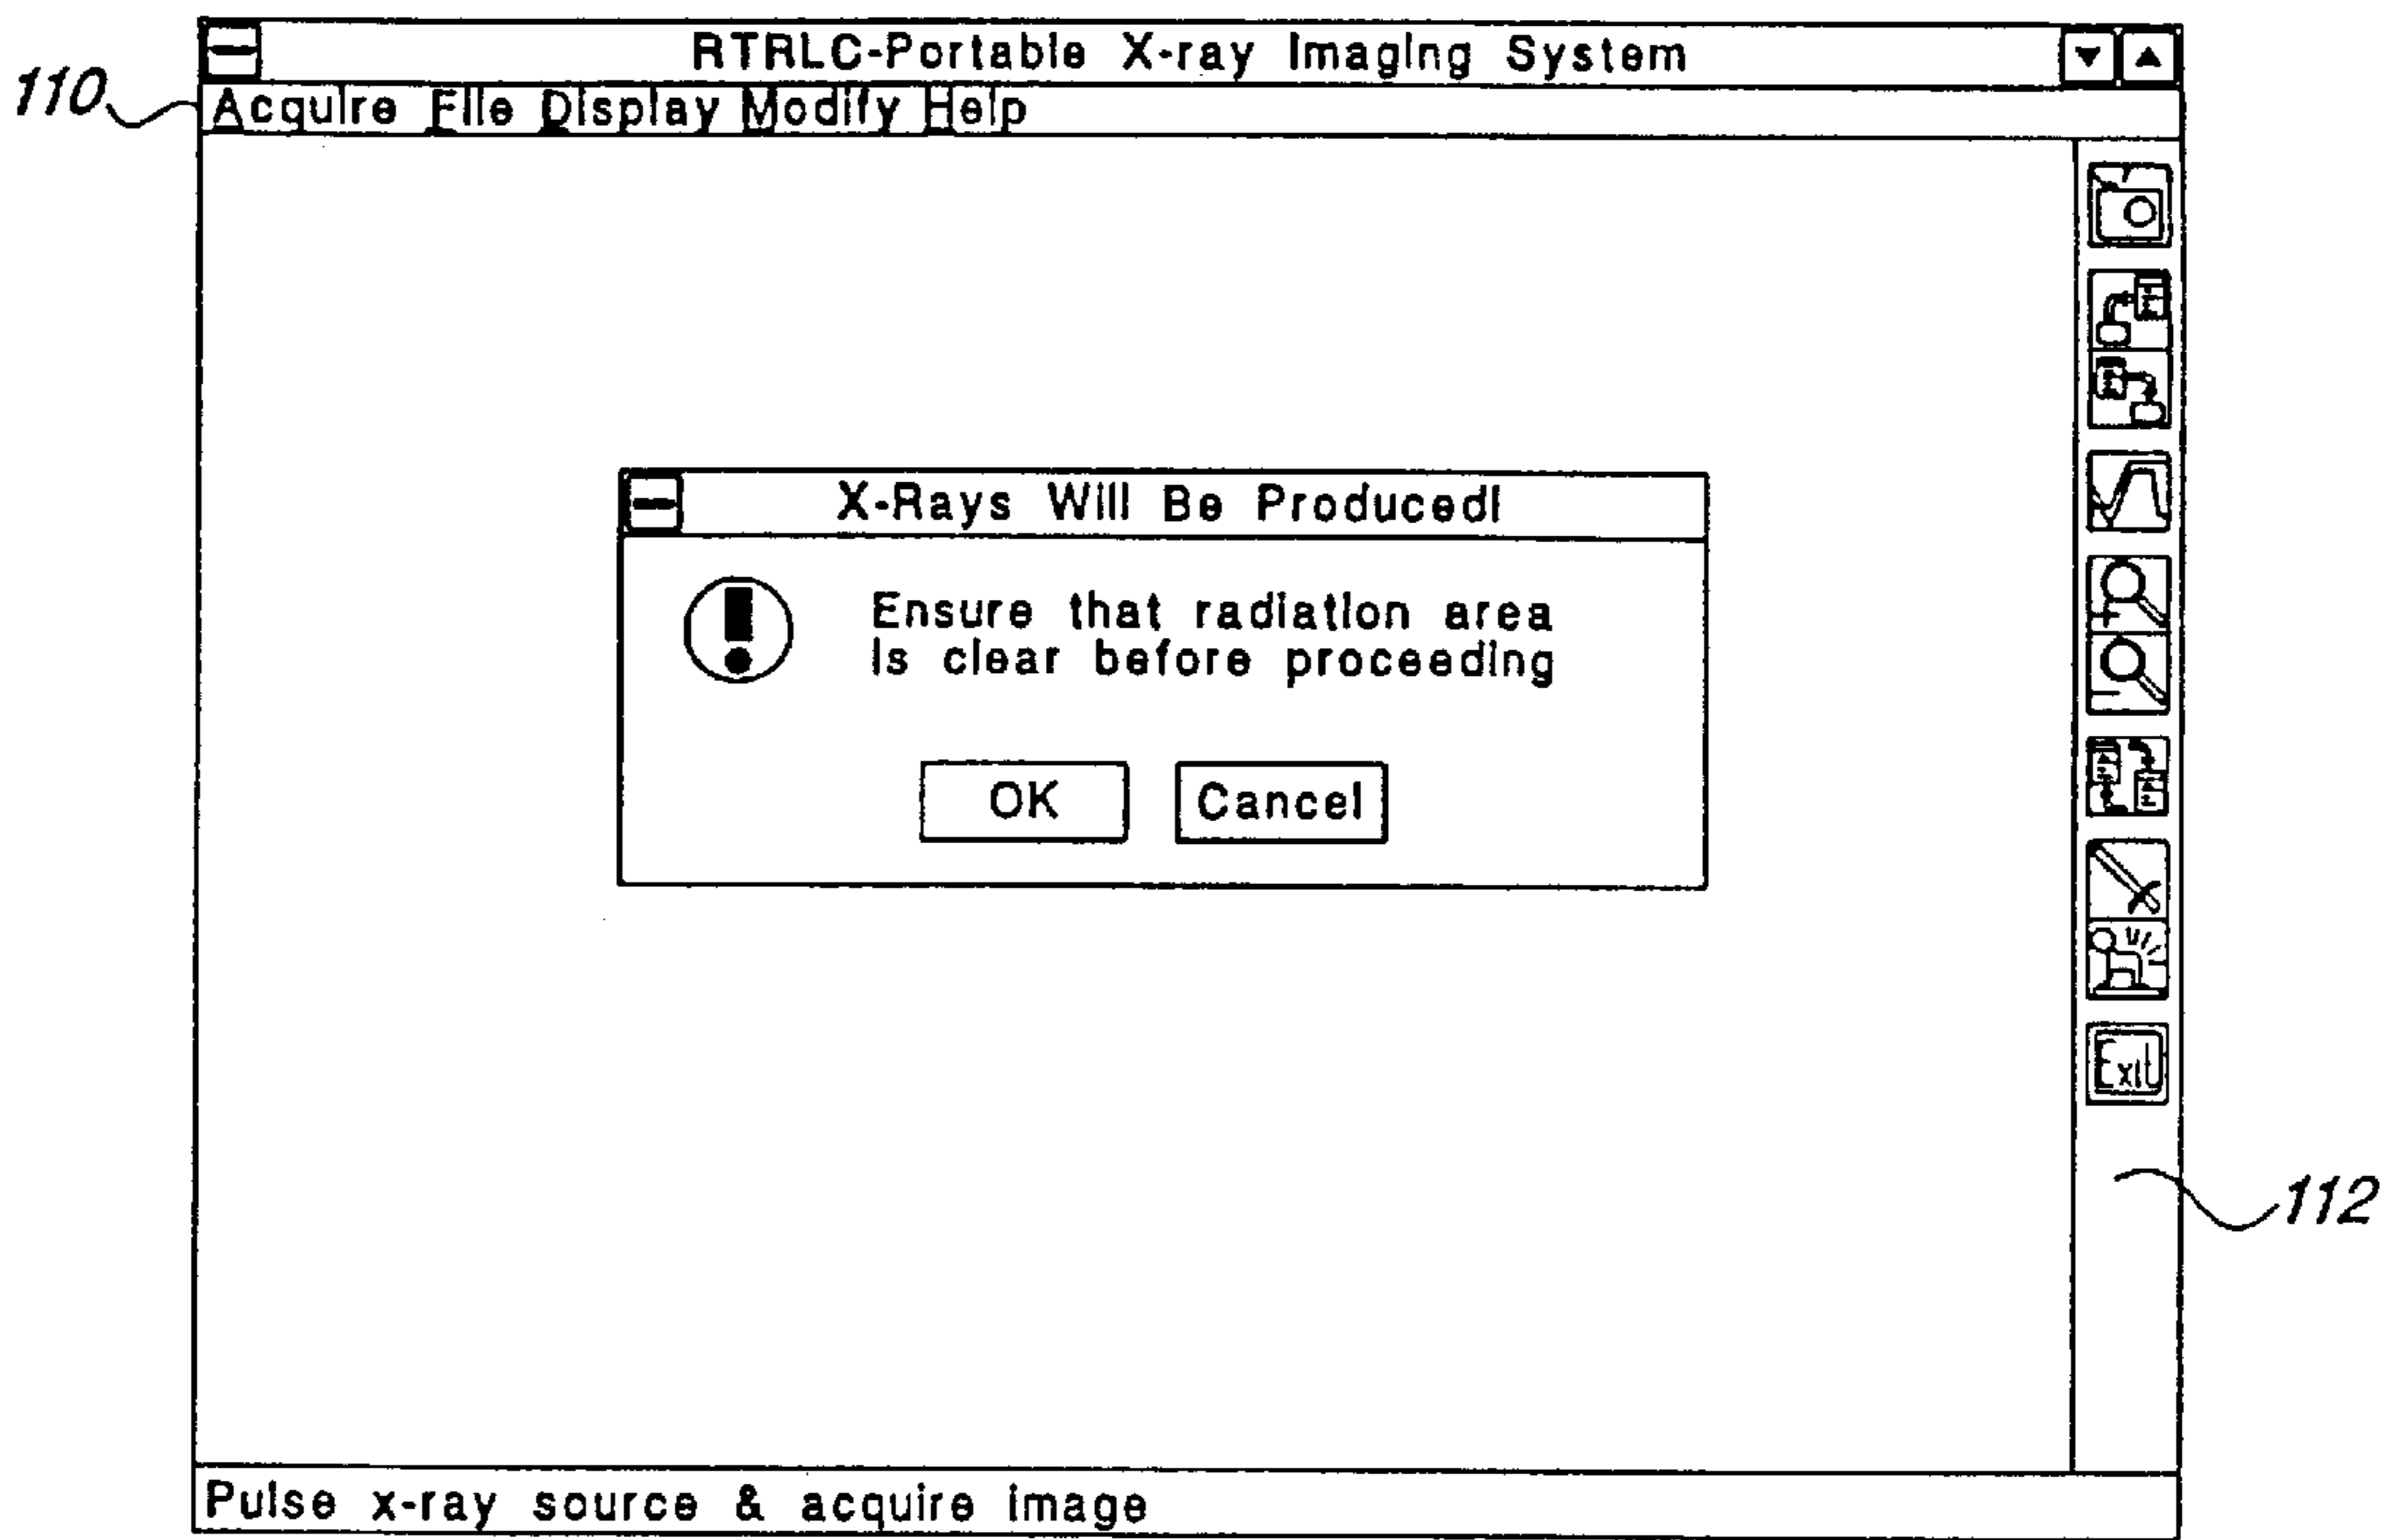 RTRLC-Portable X-ray Imaging System
110
Acquire File Display Modify Help
X-Rays Will Be Produced!
Ensure that radiation area
is clear before proceeding
OK Cancel
Exit
112
Pulse x-ray source & acquire image